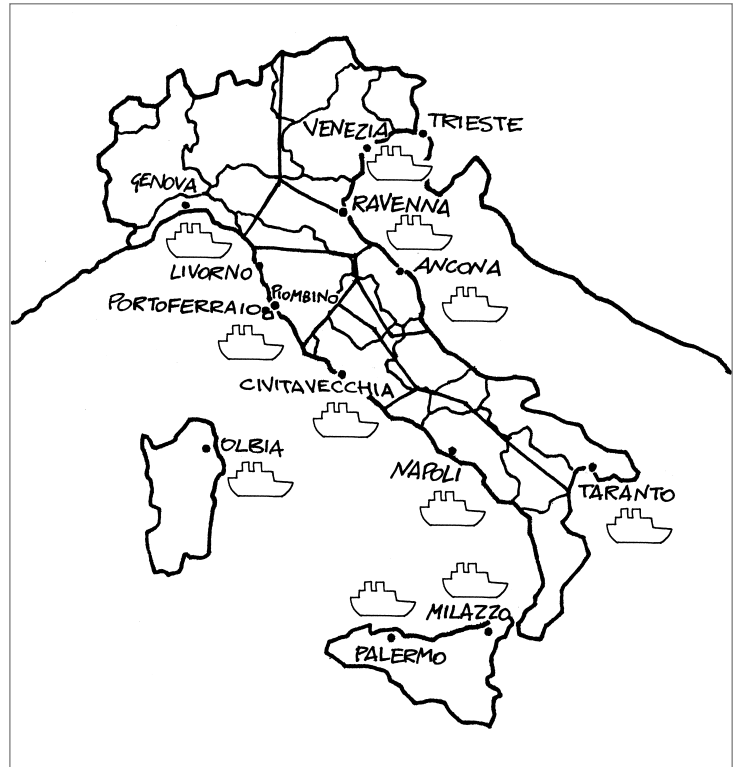 VENEZIA
TRIESTE
GENOVA
RAVENNA
LIVORNO
ANCONA
PIOMBINO
PORTOFERRAIO
CIVITAVECCHIA
OLBIA
NAPOLI
TARANTO
MILAZZO
PALERMO